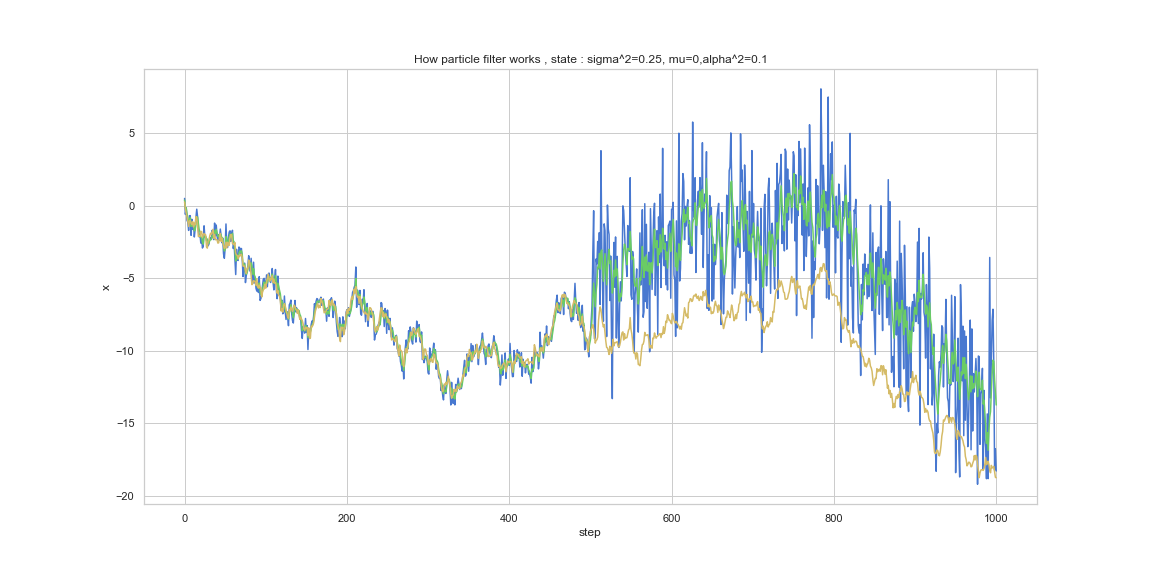 How particle filter works , state : sigma^2=0.25, mu=0,alpha^2=0.1
5
0
−5
−10
−15
−20
x
0 200 400 600 800 1000
step